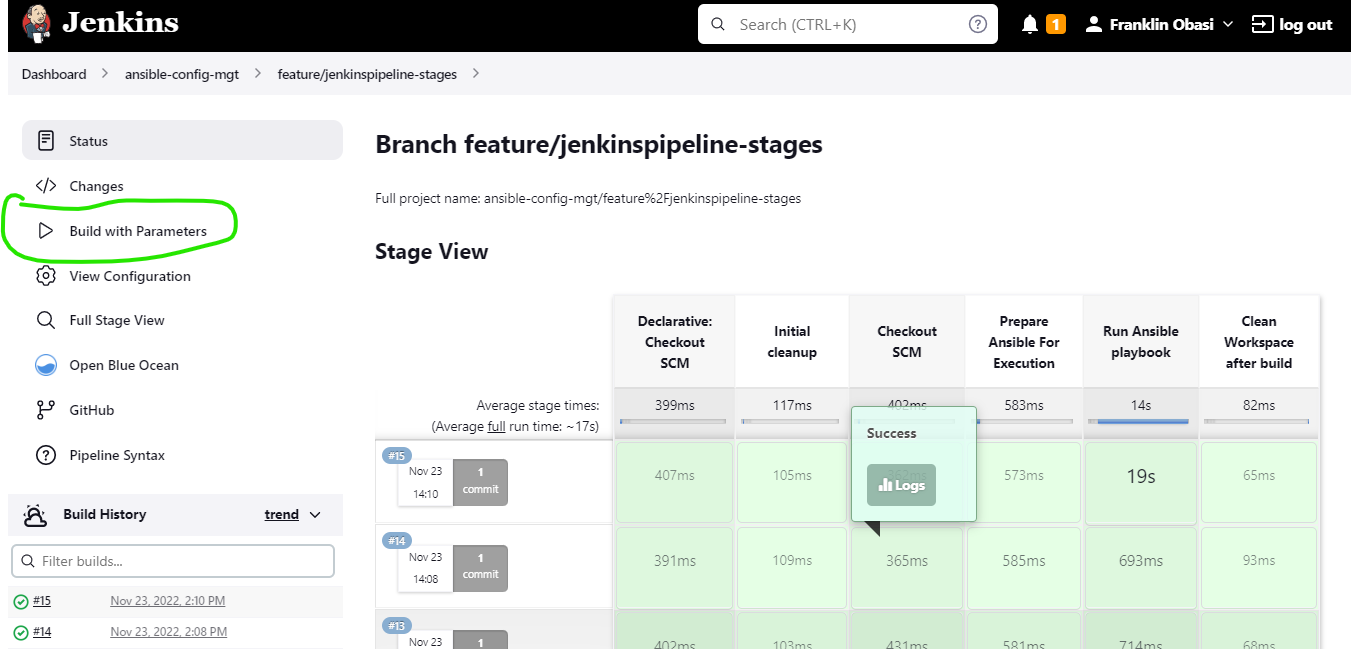 Jenkins
Search (CTRL+K)
?
1
Franklin Obasi
log out
Dashboard > ansible-config-mgt > feature/jenkinspipeline-stages >
Status
Changes
Build with Parameters
View Configuration
Full Stage View
Open Blue Ocean
GitHub
Pipeline Syntax
Build History
trend
Filter builds...
#15 Nov 23, 2022, 2:10 PM
#14 Nov 23, 2022, 2:08 PM
Branch feature/jenkinspipeline-stages
Full project name: ansible-config-mgt/feature%2Fjenkinspipeline-stages
Stage View
Declarative:
Checkout
SCM
Initial
cleanup
Checkout
SCM
Prepare
Ansible For
Execution
Run Ansible
playbook
Clean
Workspace
after build
Average stage times:
(Average full run time: ~17s)
399ms 117ms 402ms 583ms 14s 82ms
Success
Logs
#15
Nov 23
14:10
1
commit
407ms 105ms 362ms 573ms 19s 65ms
#14
Nov 23
14:08
1
commit
391ms 109ms 365ms 585ms 693ms 93ms
#13
Nov 23
1
402ms 103ms 431ms 581ms 714ms 68ms